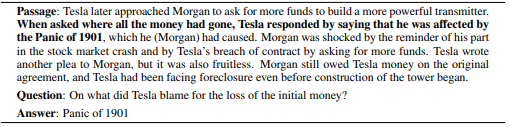 Passage: Tesla later approached Morgan to ask for more funds to build a more powerful transmitter.
When asked where all the money had gone, Tesla responded by saying that he was affected by
the Panic of 1901, which he (Morgan) had caused. Morgan was shocked by the reminder of his part
in the stock market crash and by Tesla's breach of contract by asking for more funds. Tesla wrote
another plea to Morgan, but it was also fruitless. Morgan still owed Tesla money on the original
agreement, and Tesla had been facing foreclosure even before construction of the tower began.
Question: On what did Tesla blame for the loss of the initial money?
Answer: Panic of 1901